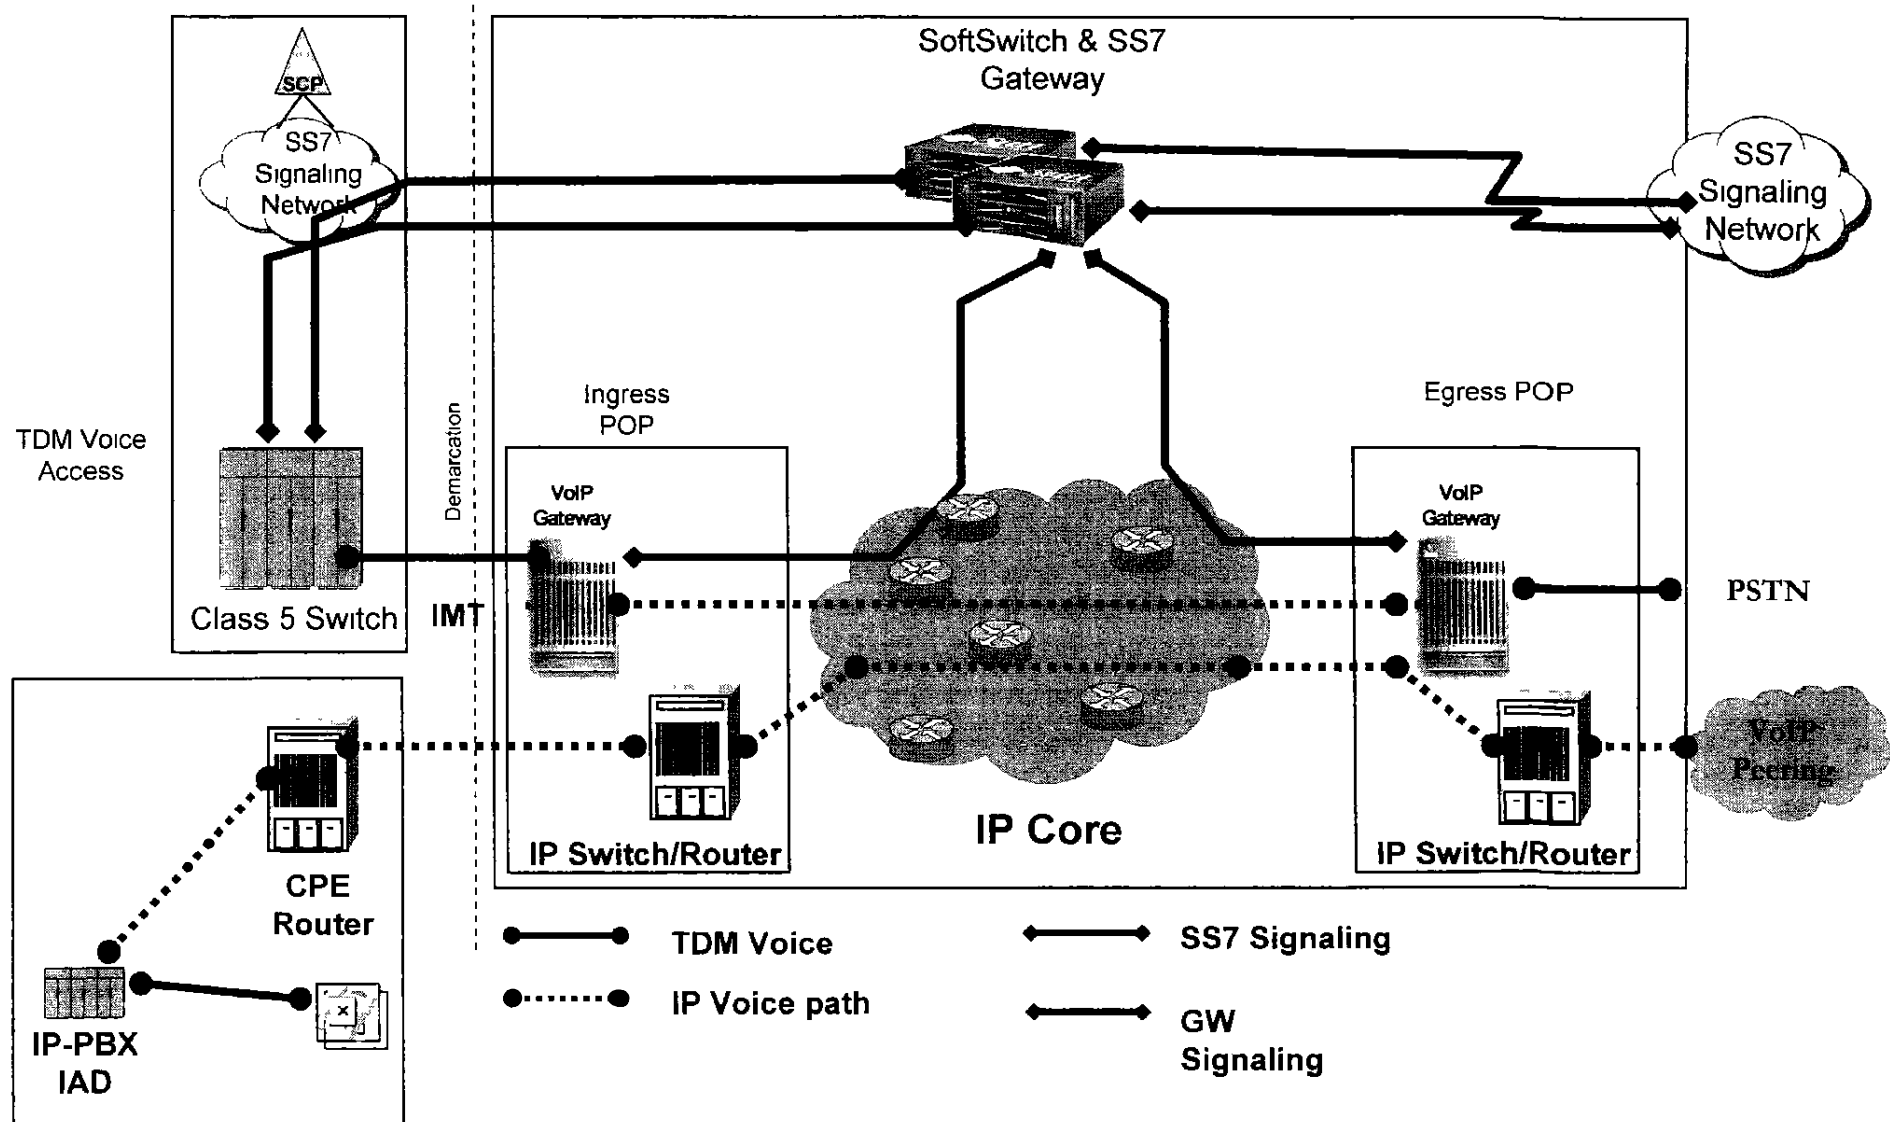 SoftSwitch & SS7
Gateway
SCP
SS7
Signaling
Network
SS7
Signaling
Network
TDM Voice
Access
Demarcation
Ingress
POP
Egress POP
VoIP
Gateway
VoIP
Gateway
Class 5 Switch
IMT
PSTN
VoIP
Peering
IP Core
IP Switch/Router
IP Switch/Router
CPE
Router
IP-PBX
IAD
TDM Voice
IP Voice path
SS7 Signaling
GW
Signaling